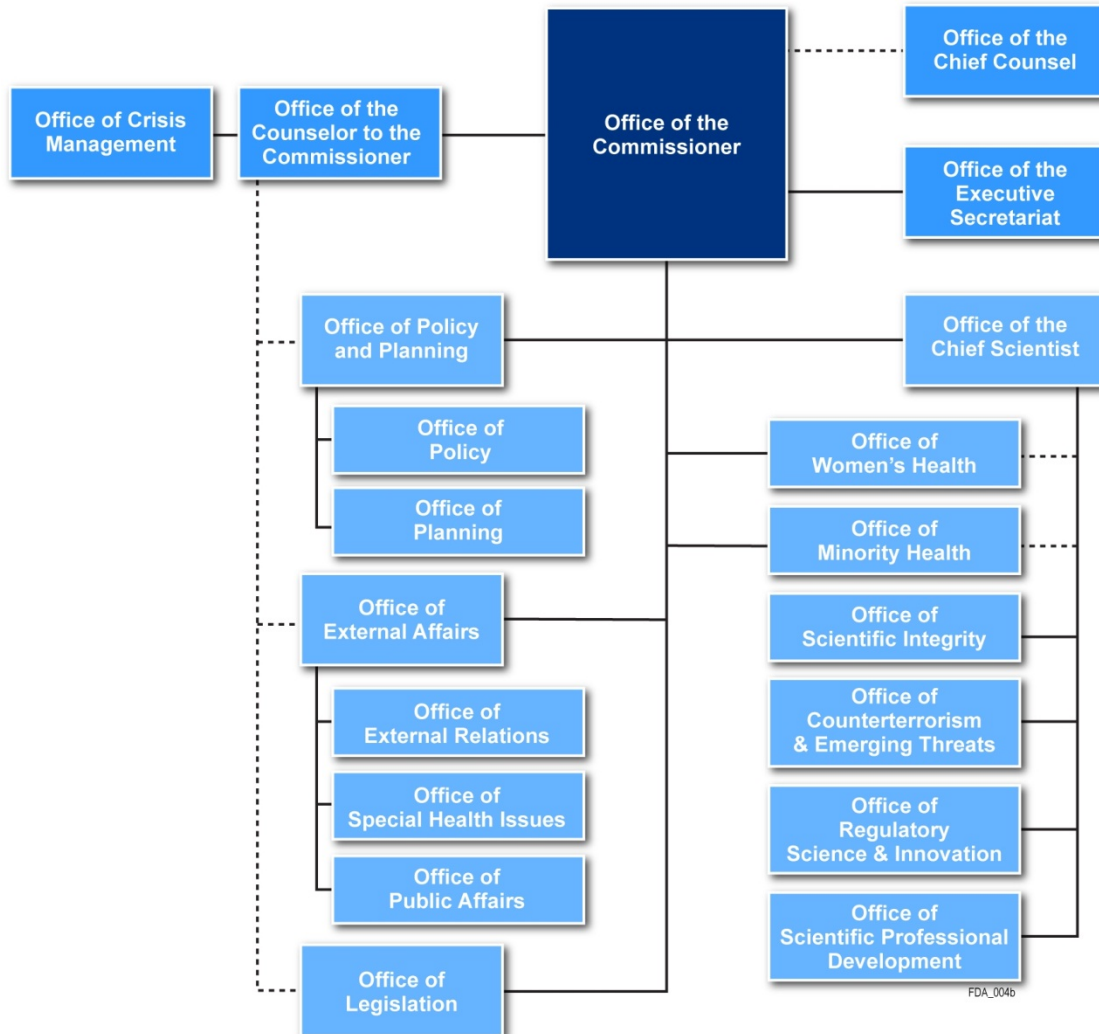 Office of the
Chief Counsel
Office of Crisis
Management
Office of the
Counselor to the
Commissioner
Office of the
Commissioner
Office of the
Executive
Secretariat
Office of Policy
and Planning
Office of the
Chief Scientist
Office of
Policy
Office of
Planning
Office of
External Affairs
Office of
External Relations
Office of
Special Health Issues
Office of
Public Affairs
Office of
Legislation
Office of
Women's Health
Office of
Minority Health
Office of
Scientific Integrity
Office of
Counterterrorism
& Emerging Threats
Office of
Regulatory
Science & Innovation
Office of
Scientific Professional
Development
FDA_004b